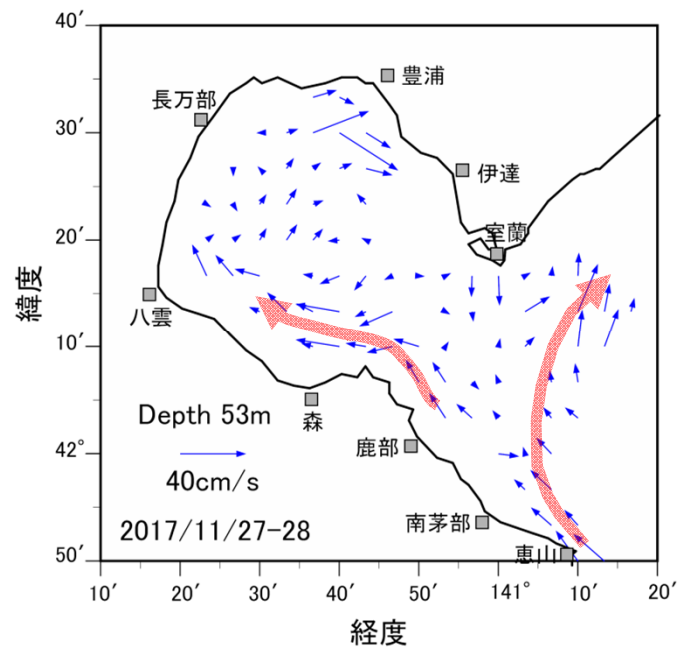 40′
豊浦
長万部
30′
伊達
20′
室蘭
緯度
八雲
10′
Depth 53m
森
42°
鹿部
40cm/s
南茅部
2017/11/27-28
恵山
50′
10′ 20′ 30′ 40′ 50′ 141° 10′ 20′
経度